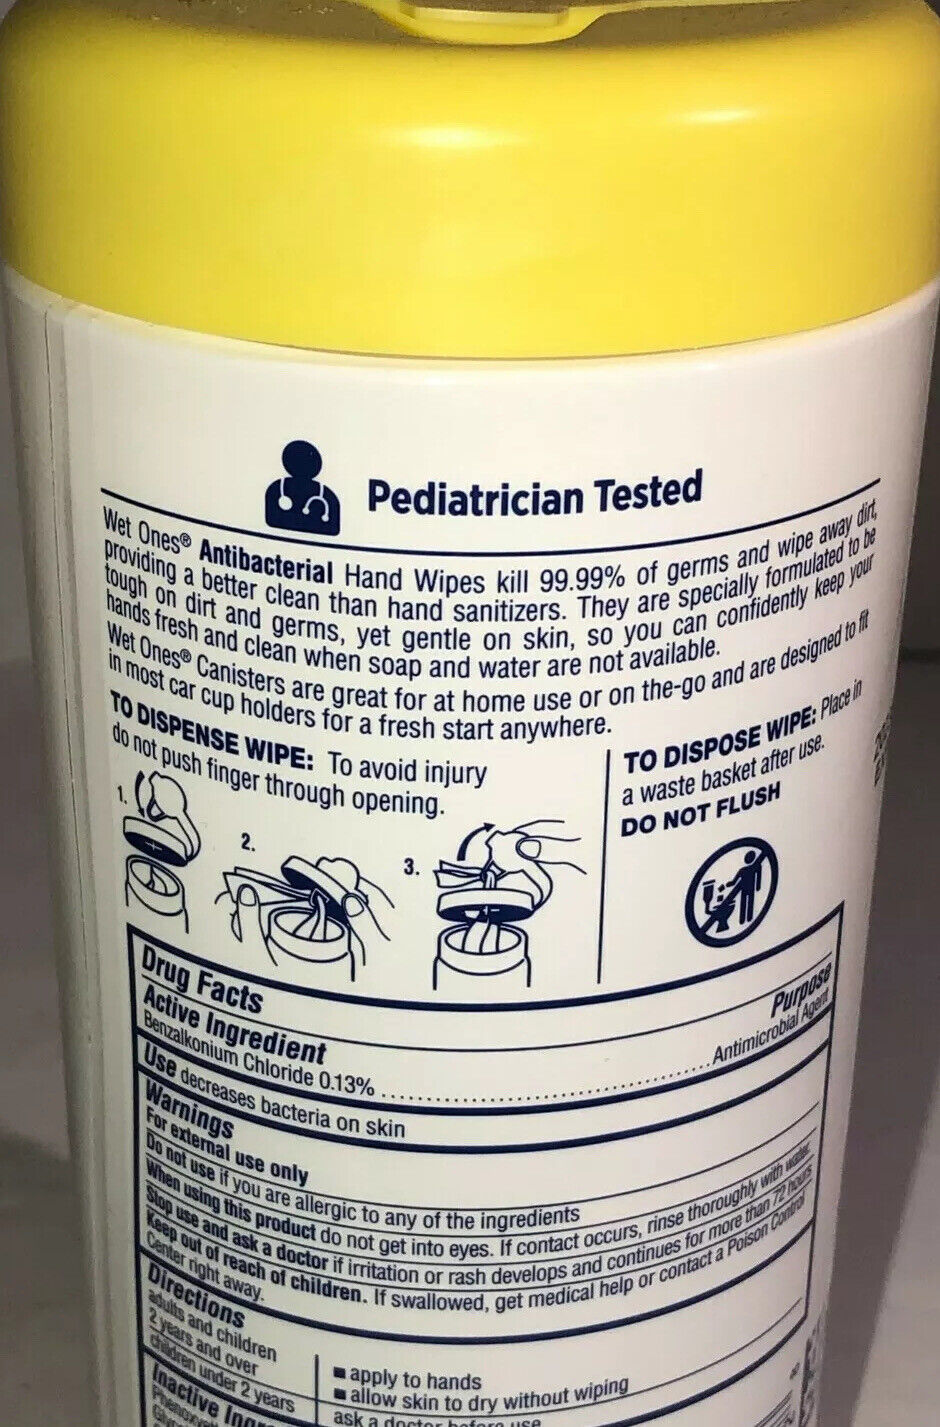 Pediatrician Tested
Wet Ones® Antibacterial Hand Wipes kill 99.99% of germs and wipe away dirt,
providing a better clean than hand sanitizers. They are specially formulated to be
tough on dirt and germs, yet gentle on skin, so you can confidently keep your
hands fresh and clean when soap and water are not available.
Wet Ones® Canisters are great for at home use or on the-go and are designed to fit
in most car cup holders for a fresh start anywhere.
TO DISPENSE WIPE: To avoid injury
do not push finger through opening.
1.
2.
3.
TO DISPOSE WIPE: Place in
a waste basket after use.
DO NOT FLUSH
Drug Facts
Active Ingredient Purpose
Benzalkonium Chloride 0.13% ........................................ Antimicrobial Agent
Use decreases bacteria on skin
Warnings
For external use only
Do not use if you are allergic to any of the ingredients
When using this product do not get into eyes. If contact occurs, rinse thoroughly with water.
Stop use and ask a doctor if irritation or rash develops and continues for more than 72 hours
Keep out of reach of children. If swallowed, get medical help or contact a Poison Control
Center right away.
Directions
adults and children
2 years and over
■ apply to hands
■ allow skin to dry without wiping
children under 2 years
ask a doctor before use
Inactive